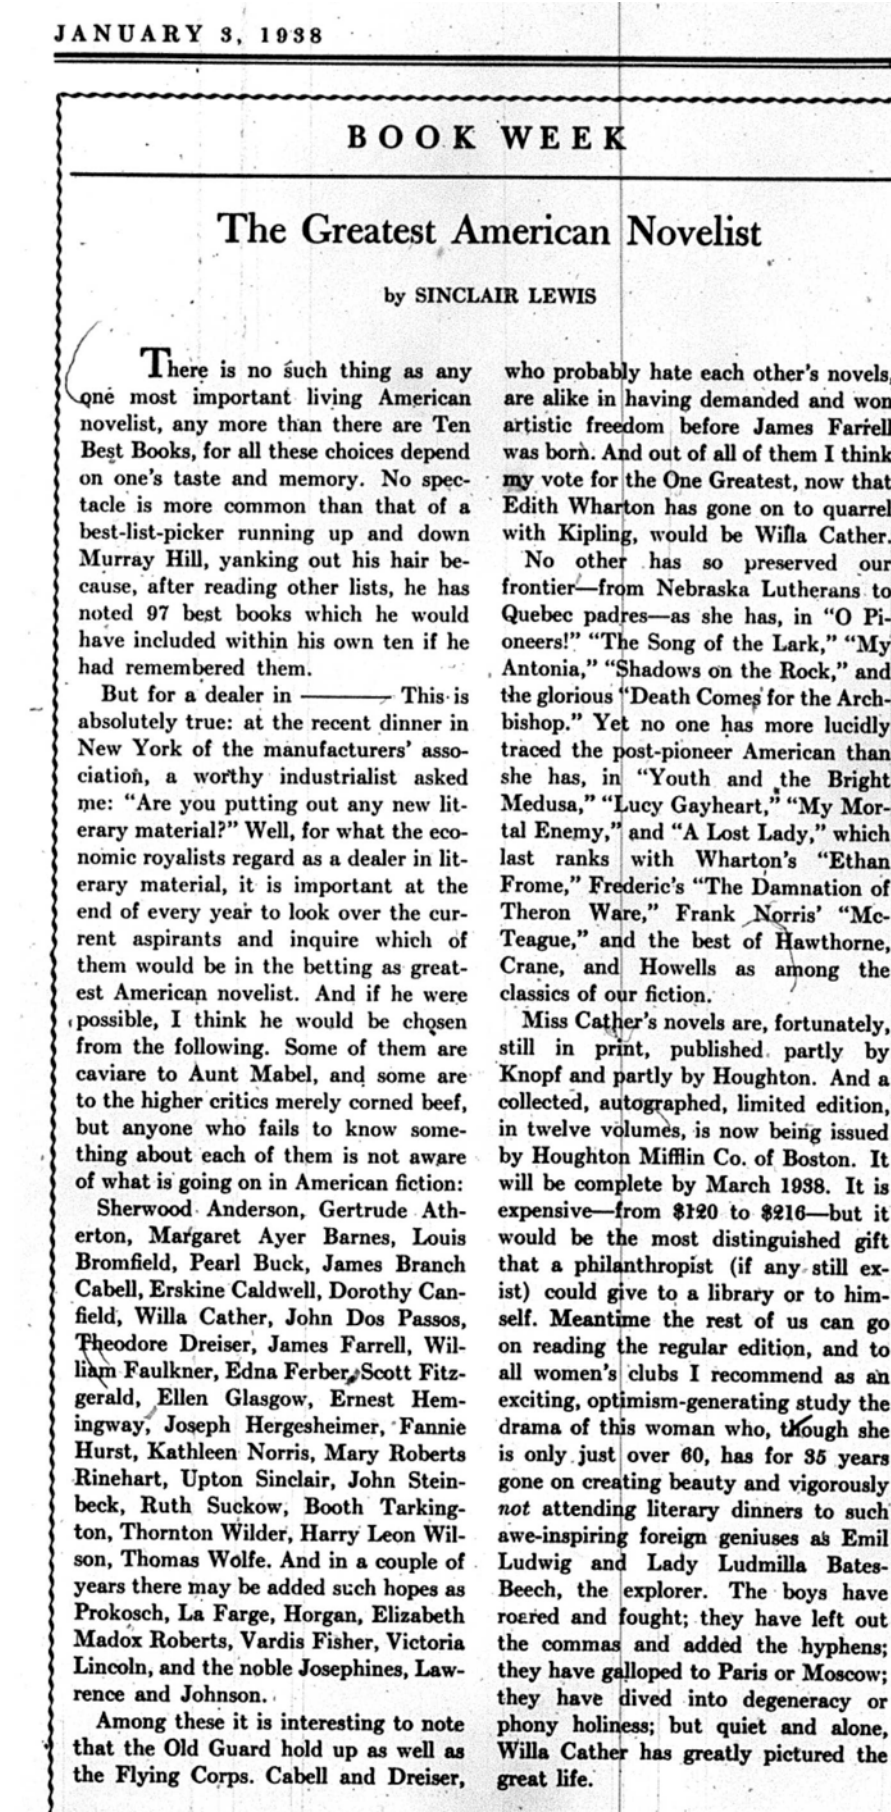 JANUARY 3, 1938
BOOK WEEK
The Greatest American Novelist
by SINCLAIR LEWIS
There is no such thing as any
one most important living American
novelist, any more than there are Ten
Best Books, for all these choices depend
on one's taste and memory. No spec-
tacle is more common than that of a
best-list-picker running up and down
Murray Hill, yanking out his hair be-
cause, after reading other lists, he has
noted 97 best books which he would
have included within his own ten if he
had remembered them.
But for a dealer in ——— This is
absolutely true: at the recent dinner in
New York of the manufacturers' asso-
ciation, a worthy industrialist asked
me: "Are you putting out any new lit-
erary material?" Well, for what the eco-
nomic royalists regard as a dealer in lit-
erary material, it is important at the
end of every year to look over the cur-
rent aspirants and inquire which of
them would be in the betting as great-
est American novelist. And if he were
possible, I think he would be chosen
from the following. Some of them are
caviare to Aunt Mabel, and some are
to the higher critics merely corned beef,
but anyone who fails to know some-
thing about each of them is not aware
of what is going on in American fiction:
Sherwood Anderson, Gertrude Ath-
erton, Margaret Ayer Barnes, Louis
Bromfield, Pearl Buck, James Branch
Cabell, Erskine Caldwell, Dorothy Can-
field, Willa Cather, John Dos Passos,
Theodore Dreiser, James Farrell, Wil-
liam Faulkner, Edna Ferber, Scott Fitz-
gerald, Ellen Glasgow, Ernest Hem-
ingway, Joseph Hergesheimer, Fannie
Hurst, Kathleen Norris, Mary Roberts
Rinehart, Upton Sinclair, John Stein-
beck, Ruth Suckow, Booth Tarking-
ton, Thornton Wilder, Harry Leon Wil-
son, Thomas Wolfe. And in a couple of
years there may be added such hopes as
Prokosch, La Farge, Horgan, Elizabeth
Madox Roberts, Vardis Fisher, Victoria
Lincoln, and the noble Josephines, Law-
rence and Johnson.
Among these it is interesting to note
that the Old Guard hold up as well as
the Flying Corps. Cabell and Dreiser,
who probably hate each other's novels,
are alike in having demanded and won
artistic freedom before James Farrell
was born. And out of all of them I think
my vote for the One Greatest, now that
Edith Wharton has gone on to quarrel
with Kipling, would be Willa Cather.
No other has so preserved our
frontier—from Nebraska Lutherans to
Quebec padres—as she has, in "O Pi-
oneers!" "The Song of the Lark," "My
Antonia," "Shadows on the Rock," and
the glorious "Death Comes for the Arch-
bishop." Yet no one has more lucidly
traced the post-pioneer American than
she has, in "Youth and the Bright
Medusa," "Lucy Gayheart," "My Mor-
tal Enemy," and "A Lost Lady," which
last ranks with Wharton's "Ethan
Frome," Frederic's "The Damnation of
Theron Ware," Frank Norris' "Mc-
Teague," and the best of Hawthorne,
Crane, and Howells as among the
classics of our fiction.
Miss Cather's novels are, fortunately,
still in print, published partly by
Knopf and partly by Houghton. And a
collected, autographed, limited edition,
in twelve volumes, is now being issued
by Houghton Mifflin Co. of Boston. It
will be complete by March 1938. It is
expensive—from $120 to $216—but it
would be the most distinguished gift
that a philanthropist (if any still ex-
ist) could give to a library or to him-
self. Meantime the rest of us can go
on reading the regular edition, and to
all women's clubs I recommend as an
exciting, optimism-generating study the
drama of this woman who, though she
is only just over 60, has for 35 years
gone on creating beauty and vigorously
not attending literary dinners to such
awe-inspiring foreign geniuses as Emil
Ludwig and Lady Ludmilla Bates-
Beech, the explorer. The boys have
roared and fought; they have left out
the commas and added the hyphens;
they have galloped to Paris or Moscow;
they have dived into degeneracy or
phony holiness; but quiet and alone,
Willa Cather has greatly pictured the
great life.